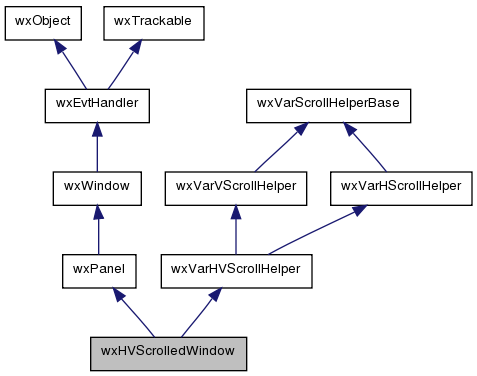 wxObject
wxTrackable
wxEvtHandler
wxVarScrollHelperBase
wxWindow
wxVarVScrollHelper
wxVarHScrollHelper
wxPanel
wxVarHVScrollHelper
wxHVScrolledWindow